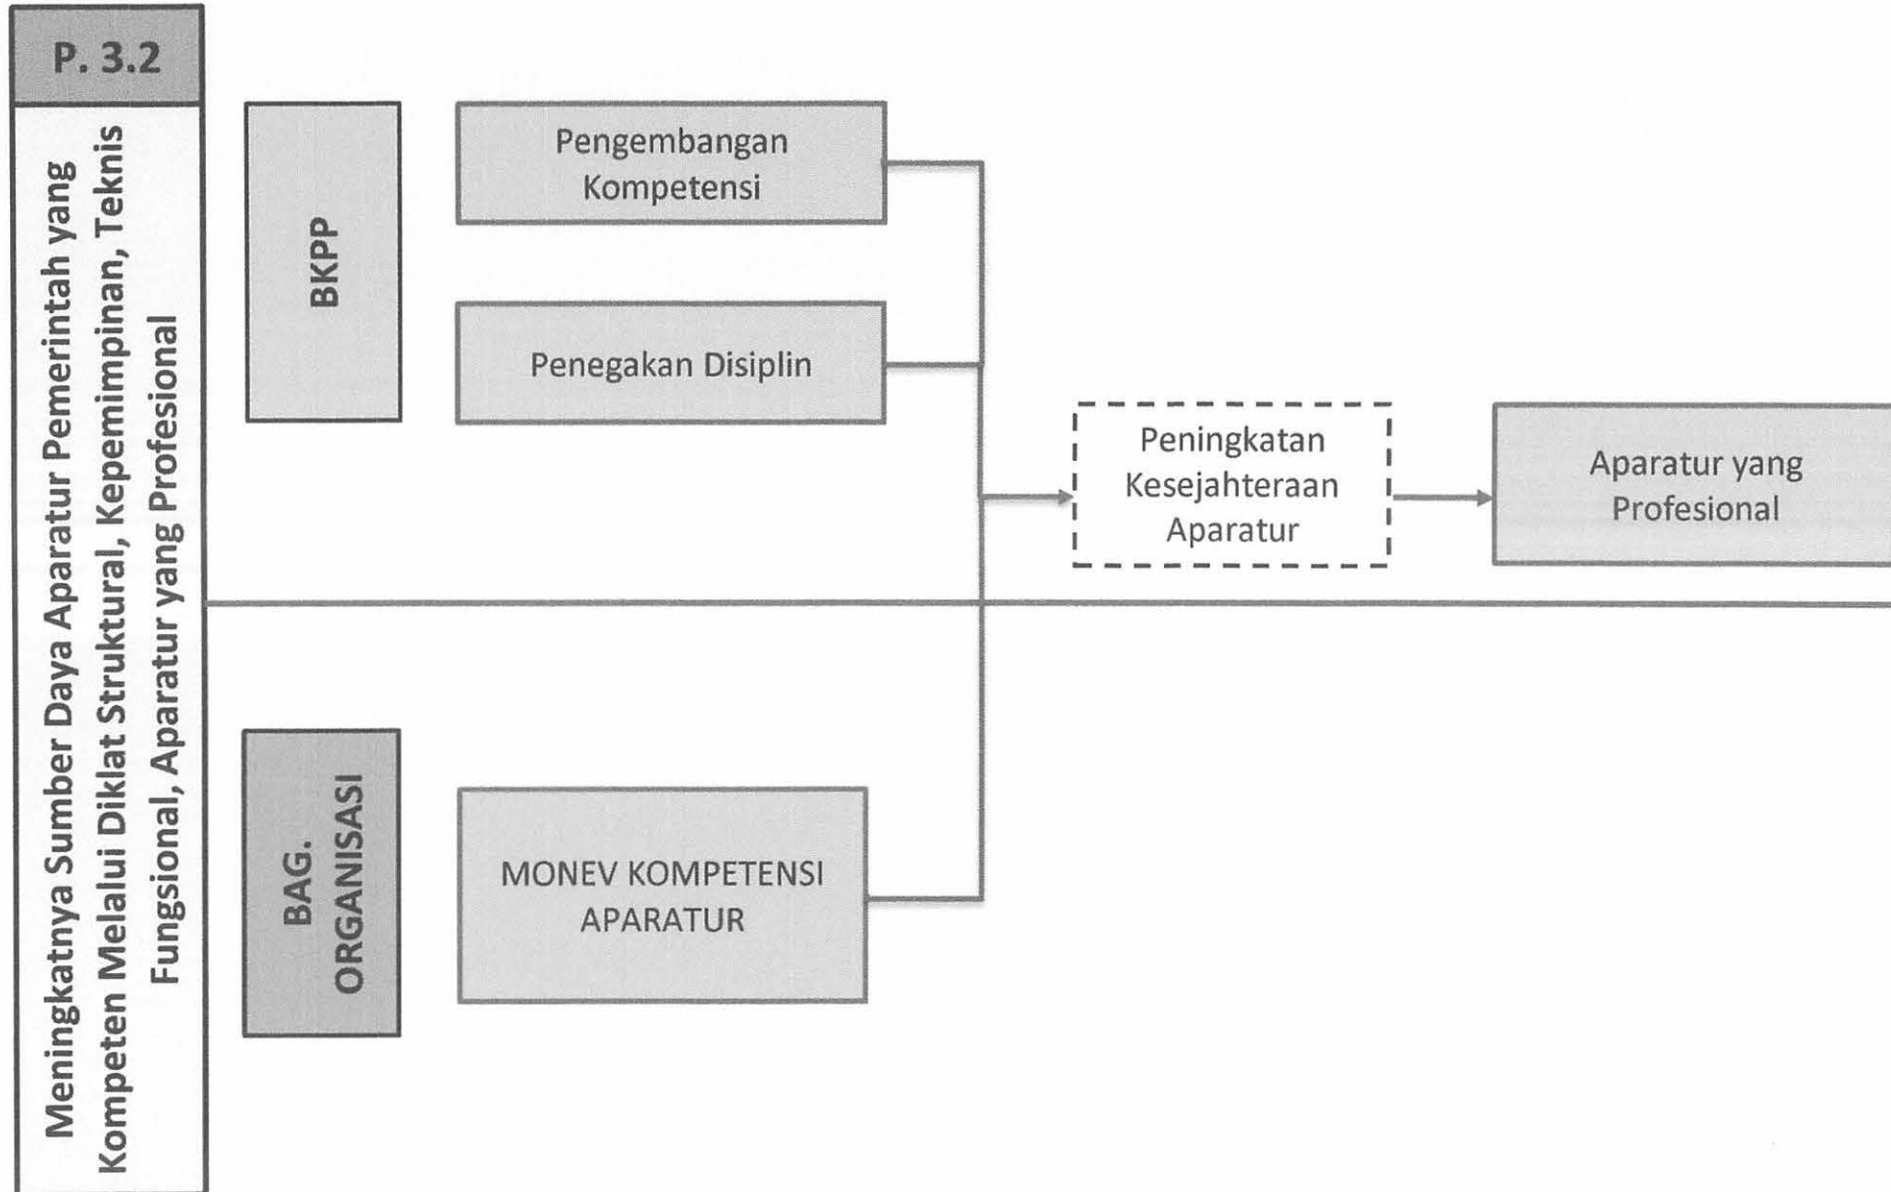 P. 3.2
Meningkatnya Sumber Daya Aparatur Pemerintah yang
Kompeten Melalui Diklat Struktural, Kepemimpinan, Teknis
Fungsional, Aparatur yang Profesional
BKPP
Pengembangan
Kompetensi
Penegakan Disiplin
Peningkatan
Kesejahteraan
Aparatur
Aparatur yang
Profesional
BAG.
ORGANISASI
MONEV KOMPETENSI
APARATUR